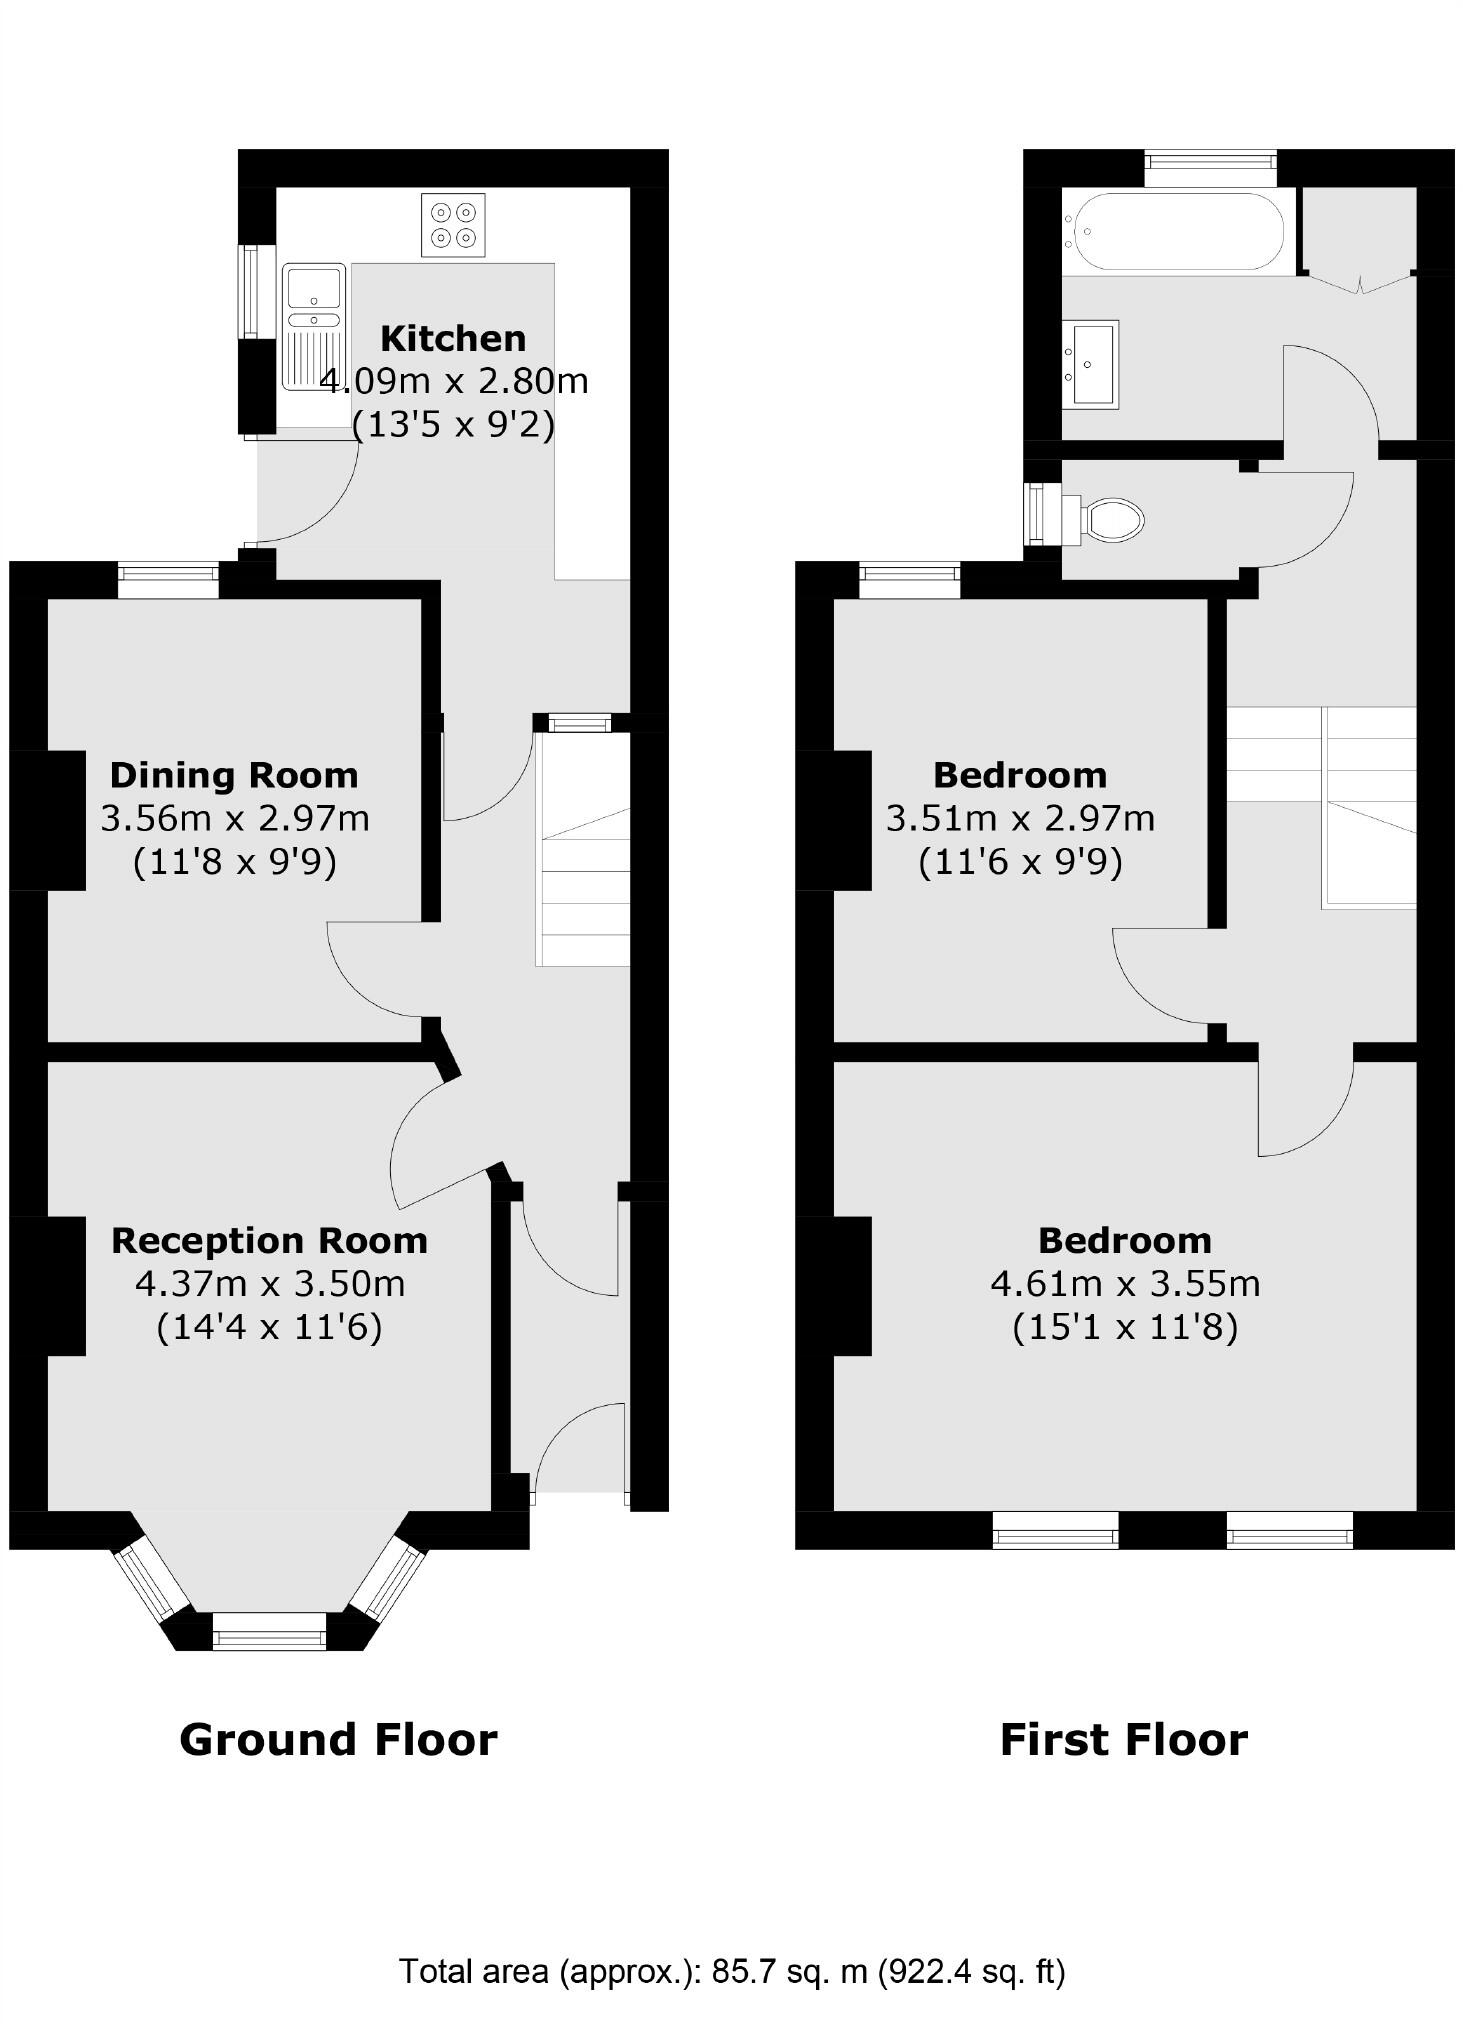 Kitchen
4.09m x 2.80m
(13'5 x 9'2)
Dining Room
3.56m x 2.97m
(11'8 x 9'9)
Reception Room
4.37m x 3.50m
(14'4 x 11'6)
Ground Floor
Bedroom
3.51m x 2.97m
(11'6 x 9'9)
Bedroom
4.61m x 3.55m
(15'1 x 11'8)
First Floor
Total area (approx.): 85.7 sq. m (922.4 sq. ft)